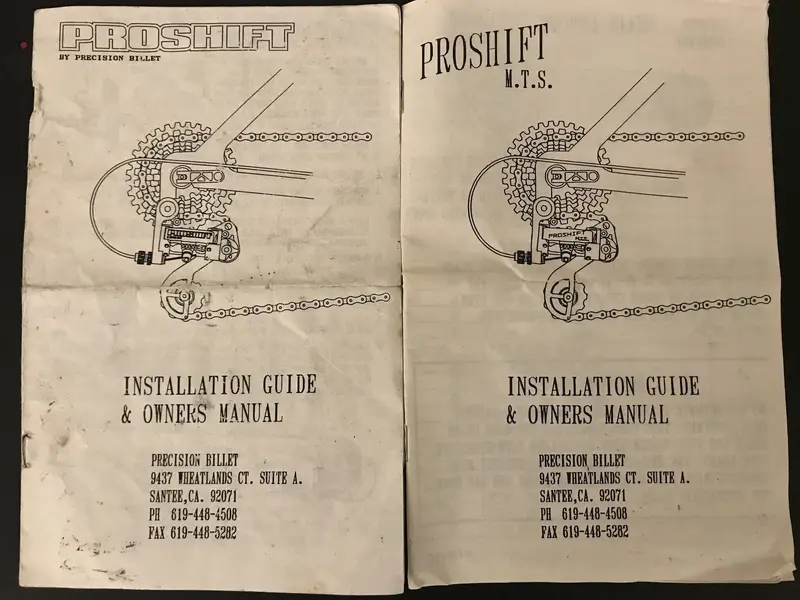 PROSHIFT
BY PRECISION BILLET
PROSHIFT
INSTALLATION GUIDE
& OWNERS MANUAL
PRECISION BILLET
9437 WHEATLANDS CT. SUITE A.
SANTEE,CA. 92071
PH 619-448-4508
FAX 619-448-5282
PROSHIFT
M.T.S.
PROSHIFT
M.T.S.
INSTALLATION GUIDE
& OWNERS MANUAL
PRECISION BILLET
9437 WHEATLANDS CT. SUITE A.
SANTEE,CA. 92071
PH 619-448-4508
FAX 619-448-5282